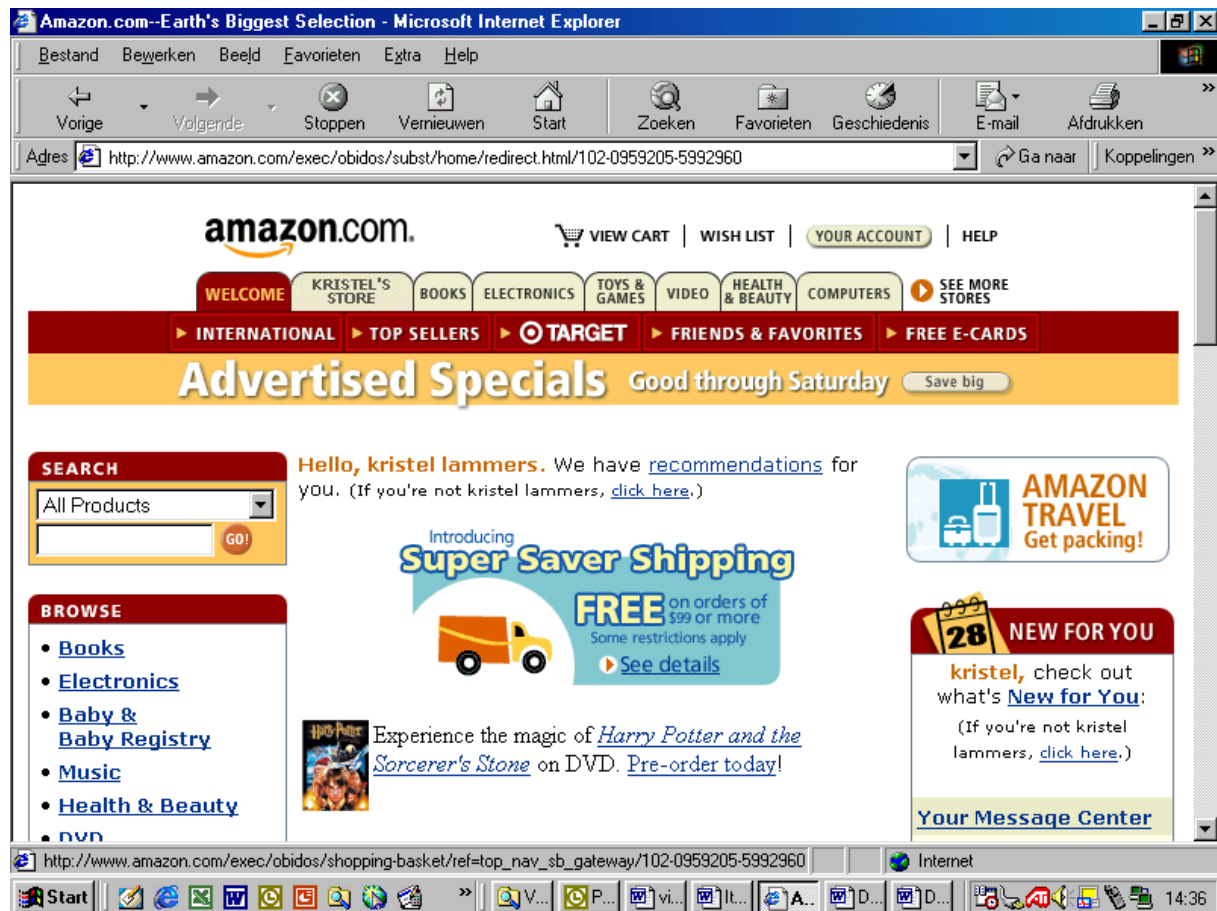 Amazon.com--Earth's Biggest Selection - Microsoft Internet Explorer
Bestand Bewerken Beeld Favorieten Extra Help
Vorige Volgende Stoppen Vernieuwen Start Zoeken Favorieten Geschiedenis E-mail Afdrukken »
Adres http://www.amazon.com/exec/obidos/subst/home/redirect.html/102-0959205-5992960 Ga naar Koppelingen »
amazon.com.
VIEW CART | WISH LIST | YOUR ACCOUNT | HELP
WELCOME KRISTEL'S STORE BOOKS ELECTRONICS TOYS & GAMES VIDEO HEALTH & BEAUTY COMPUTERS SEE MORE STORES
INTERNATIONAL TOP SELLERS TARGET FRIENDS & FAVORITES FREE E-CARDS
Advertised Specials Good through Saturday Save big
SEARCH
All Products
GO!
BROWSE
• Books
• Electronics
• Baby &
Baby Registry
• Music
• Health & Beauty
• DVD
Hello, kristel lammers. We have recommendations for
you. (If you're not kristel lammers, click here.)
Introducing
Super Saver Shipping
FREE on orders of
$99 or more
Some restrictions apply
See details
Harry Potter
Experience the magic of Harry Potter and the
Sorcerer's Stone on DVD. Pre-order today!
AMAZON
TRAVEL
Get packing!
28 NEW FOR YOU
kristel, check out
what's New for You:
(If you're not kristel
lammers, click here.)
Your Message Center
http://www.amazon.com/exec/obidos/shopping-basket/ref=top_nav_sb_gateway/102-0959205-5992960 Internet
Start » V... P... vi... It... A.. D... D... 14:36